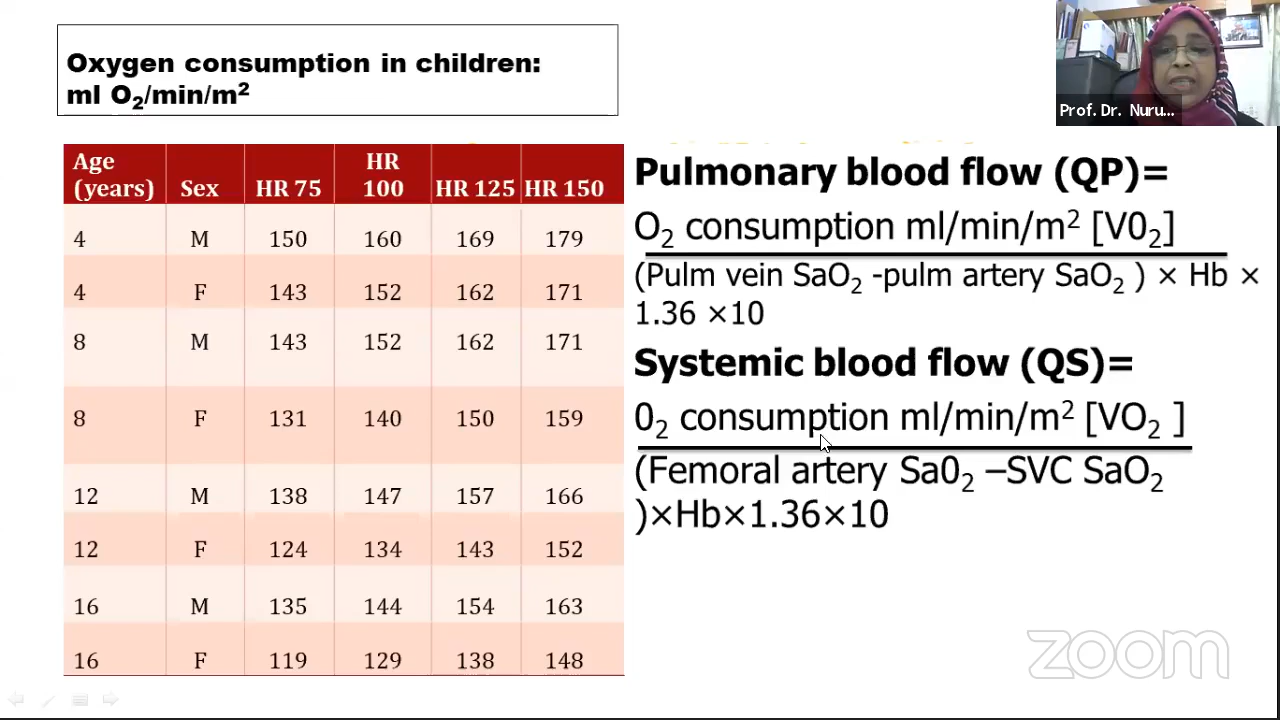 Oxygen consumption in children:
ml O₂/min/m²
Prof. Dr. Nuru...
Age (years) Sex HR 75 HR 100 HR 125 HR 150
4 M 150 160 169 179
4 F 143 152 162 171
8 M 143 152 162 171
8 F 131 140 150 159
12 M 138 147 157 166
12 F 124 134 143 152
16 M 135 144 154 163
16 F 119 129 138 148
Pulmonary blood flow (QP)=
O₂ consumption ml/min/m² [V0₂]
(Pulm vein SaO₂ -pulm artery SaO₂ ) × Hb ×
1.36 ×10
Systemic blood flow (QS)=
0₂ consumption ml/min/m² [VO₂ ]
(Femoral artery Sa0₂ –SVC SaO₂
)×Hb×1.36×10
zoom